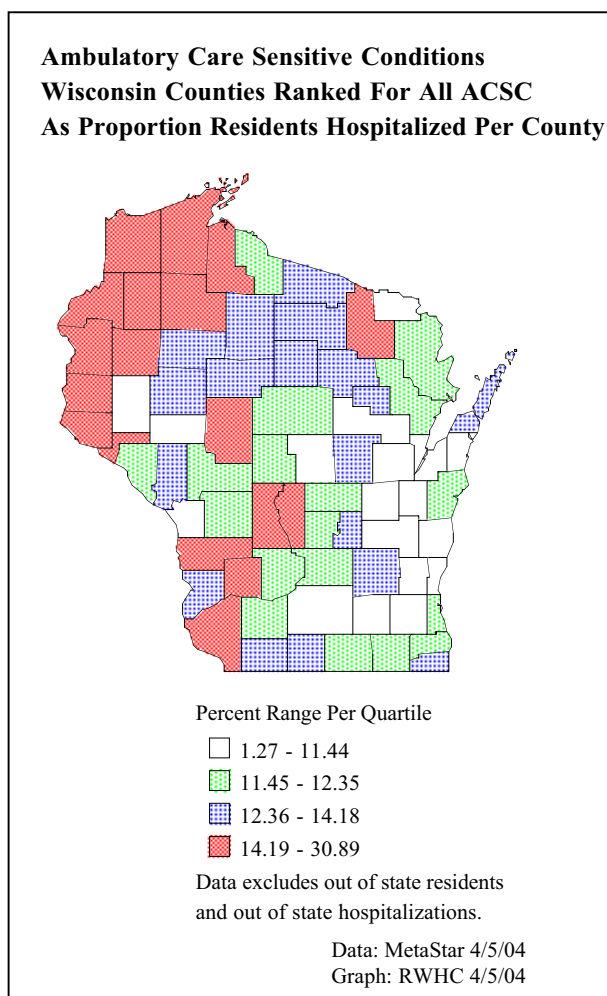 Ambulatory Care Sensitive Conditions
Wisconsin Counties Ranked For All ACSC
As Proportion Residents Hospitalized Per County
Percent Range Per Quartile
1.27 - 11.44
11.45 - 12.35
12.36 - 14.18
14.19 - 30.89
Data excludes out of state residents
and out of state hospitalizations.
Data: MetaStar 4/5/04
Graph: RWHC 4/5/04